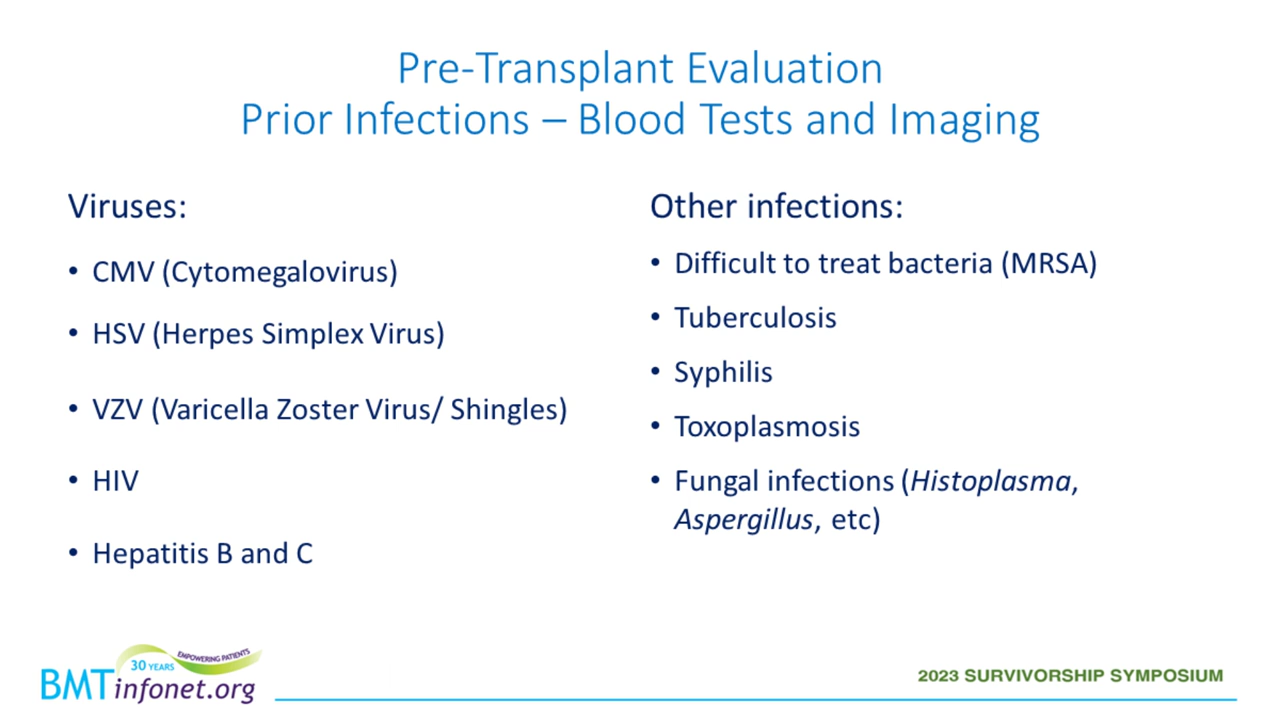 Pre-Transplant Evaluation
Prior Infections – Blood Tests and Imaging
Viruses:
• CMV (Cytomegalovirus)
• HSV (Herpes Simplex Virus)
• VZV (Varicella Zoster Virus/ Shingles)
• HIV
• Hepatitis B and C
Other infections:
• Difficult to treat bacteria (MRSA)
• Tuberculosis
• Syphilis
• Toxoplasmosis
• Fungal infections (Histoplasma,
Aspergillus, etc)
30 YEARS EMPOWERING PATIENTS
BMTinfonet.org
2023 SURVIVORSHIP SYMPOSIUM